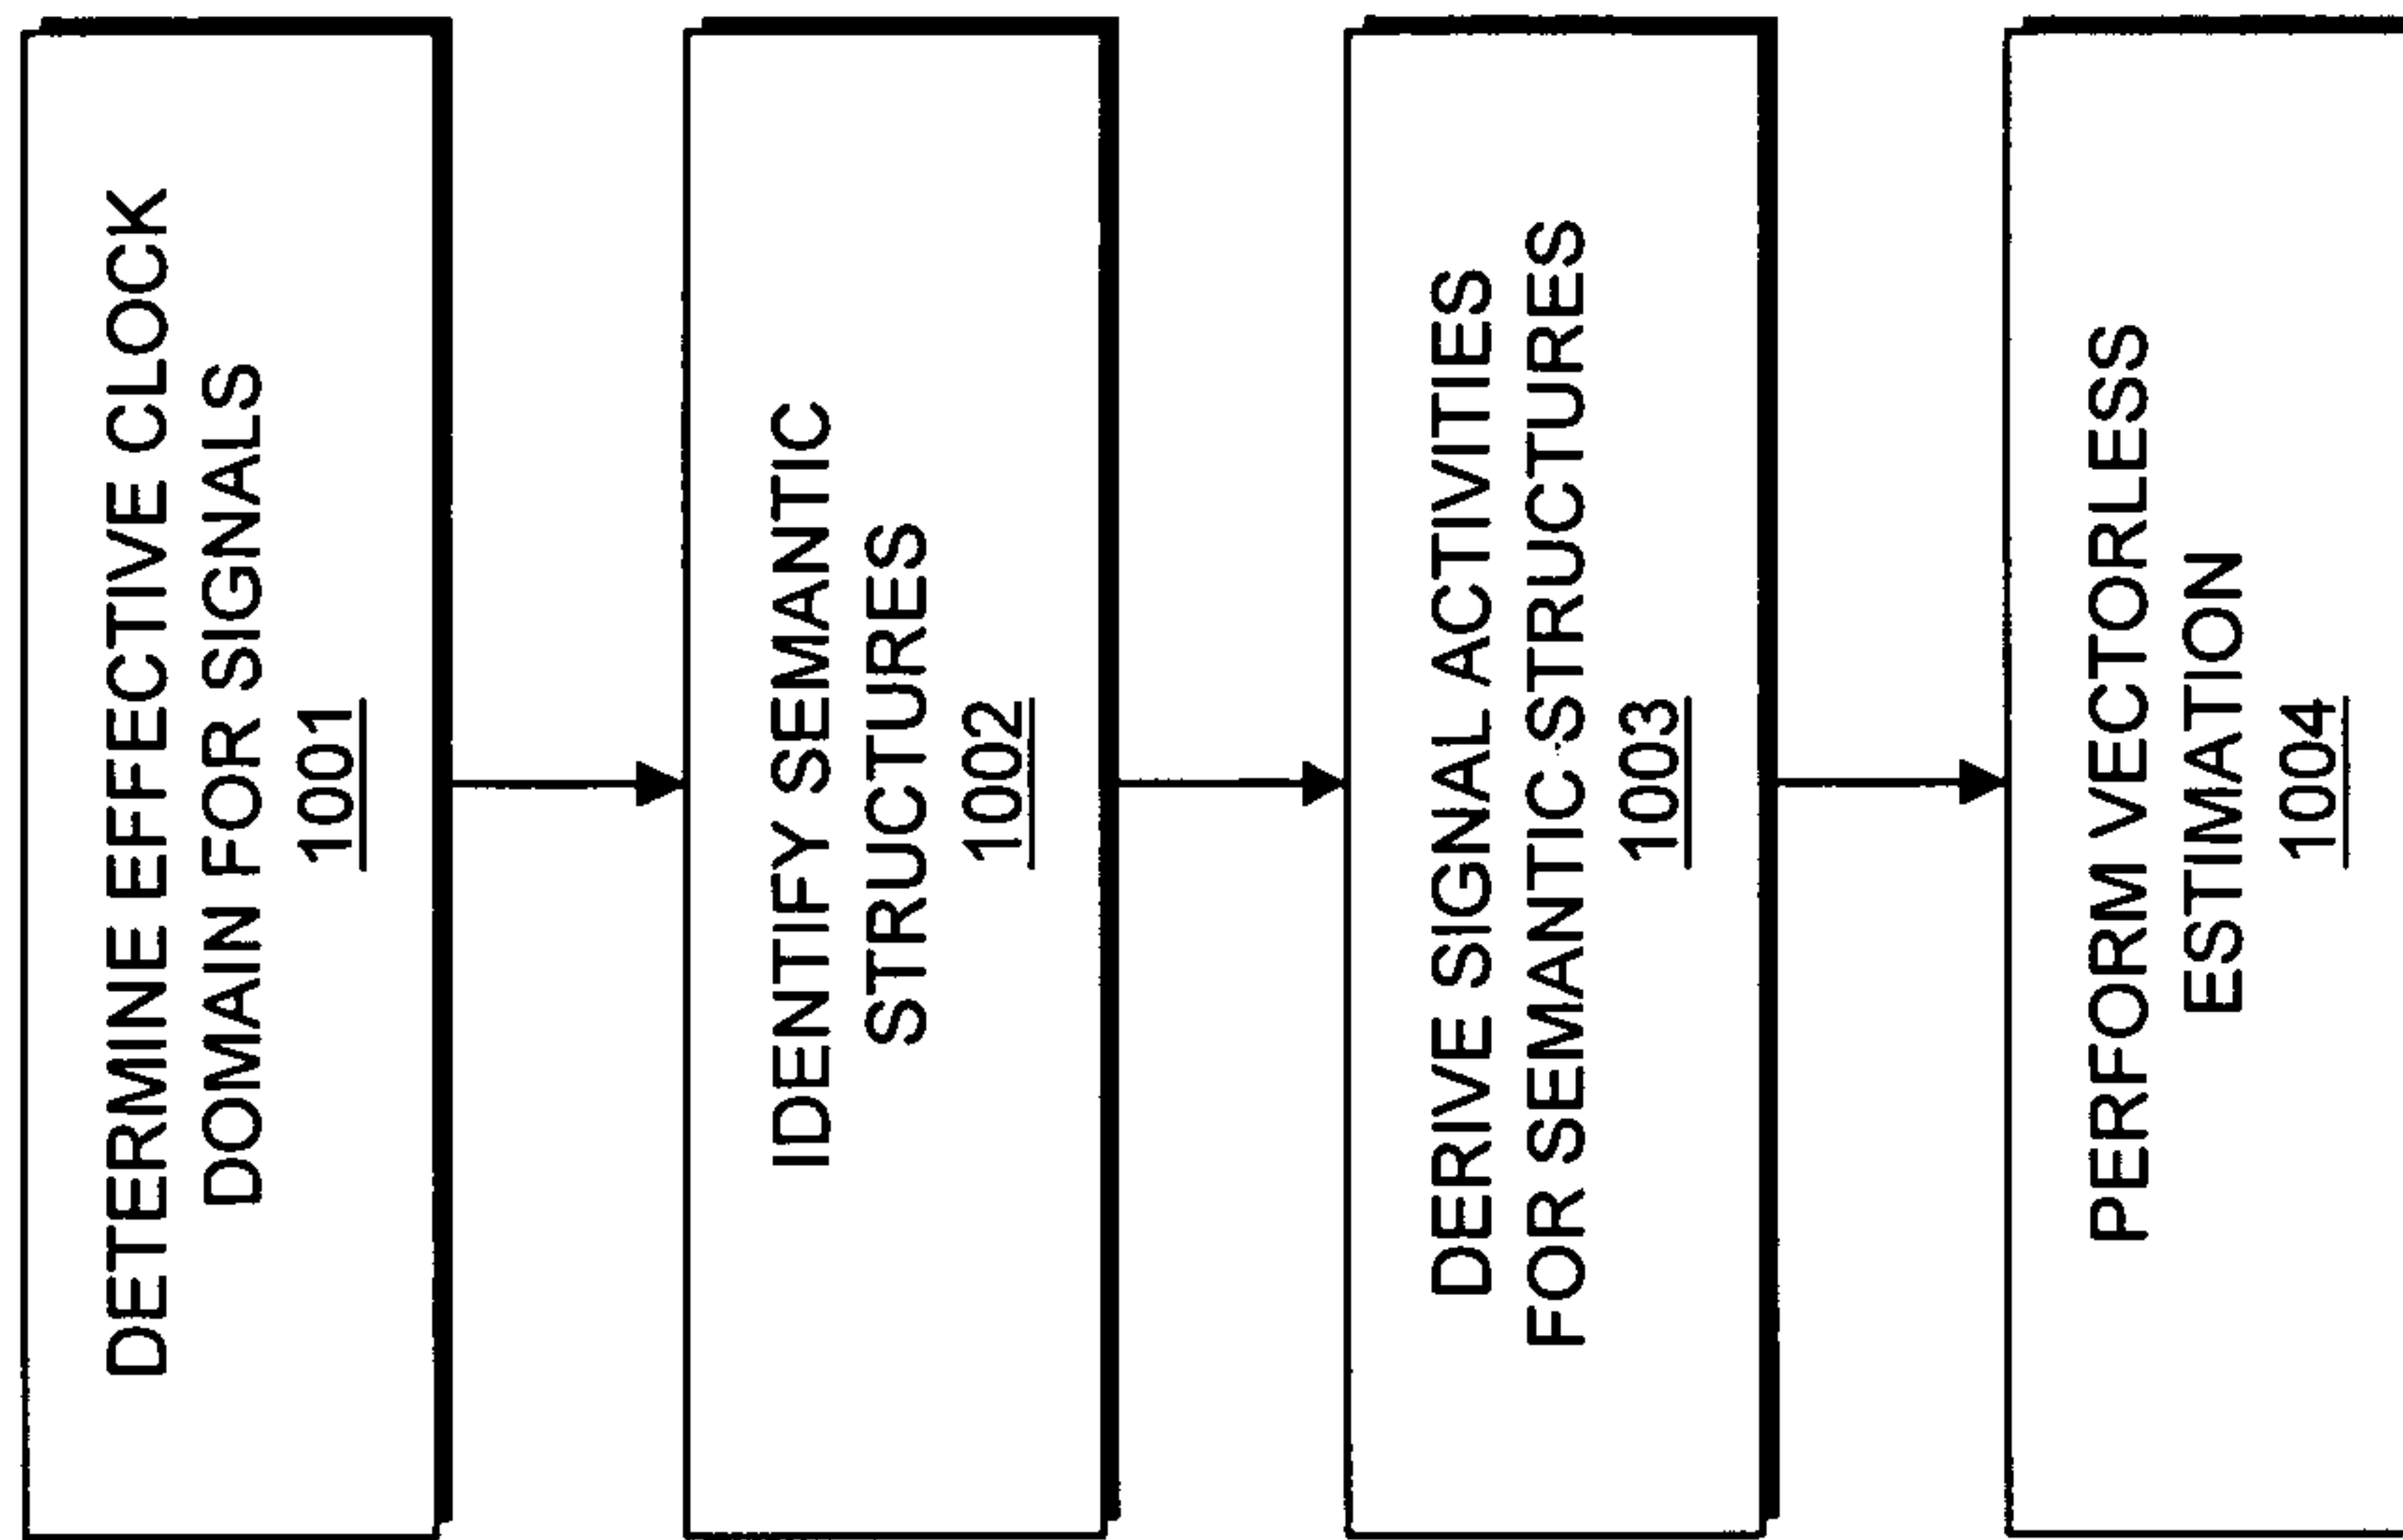 DETERMINE EFFECTIVE CLOCK
DOMAIN FOR SIGNALS
1001
IDENTIFY SEMANTIC
STRUCTURES
1002
DERIVE SIGNAL ACTIVITIES
FOR SEMANTIC STRUCTURES
1003
PERFORM VECTORLESS
ESTIMATION
1004